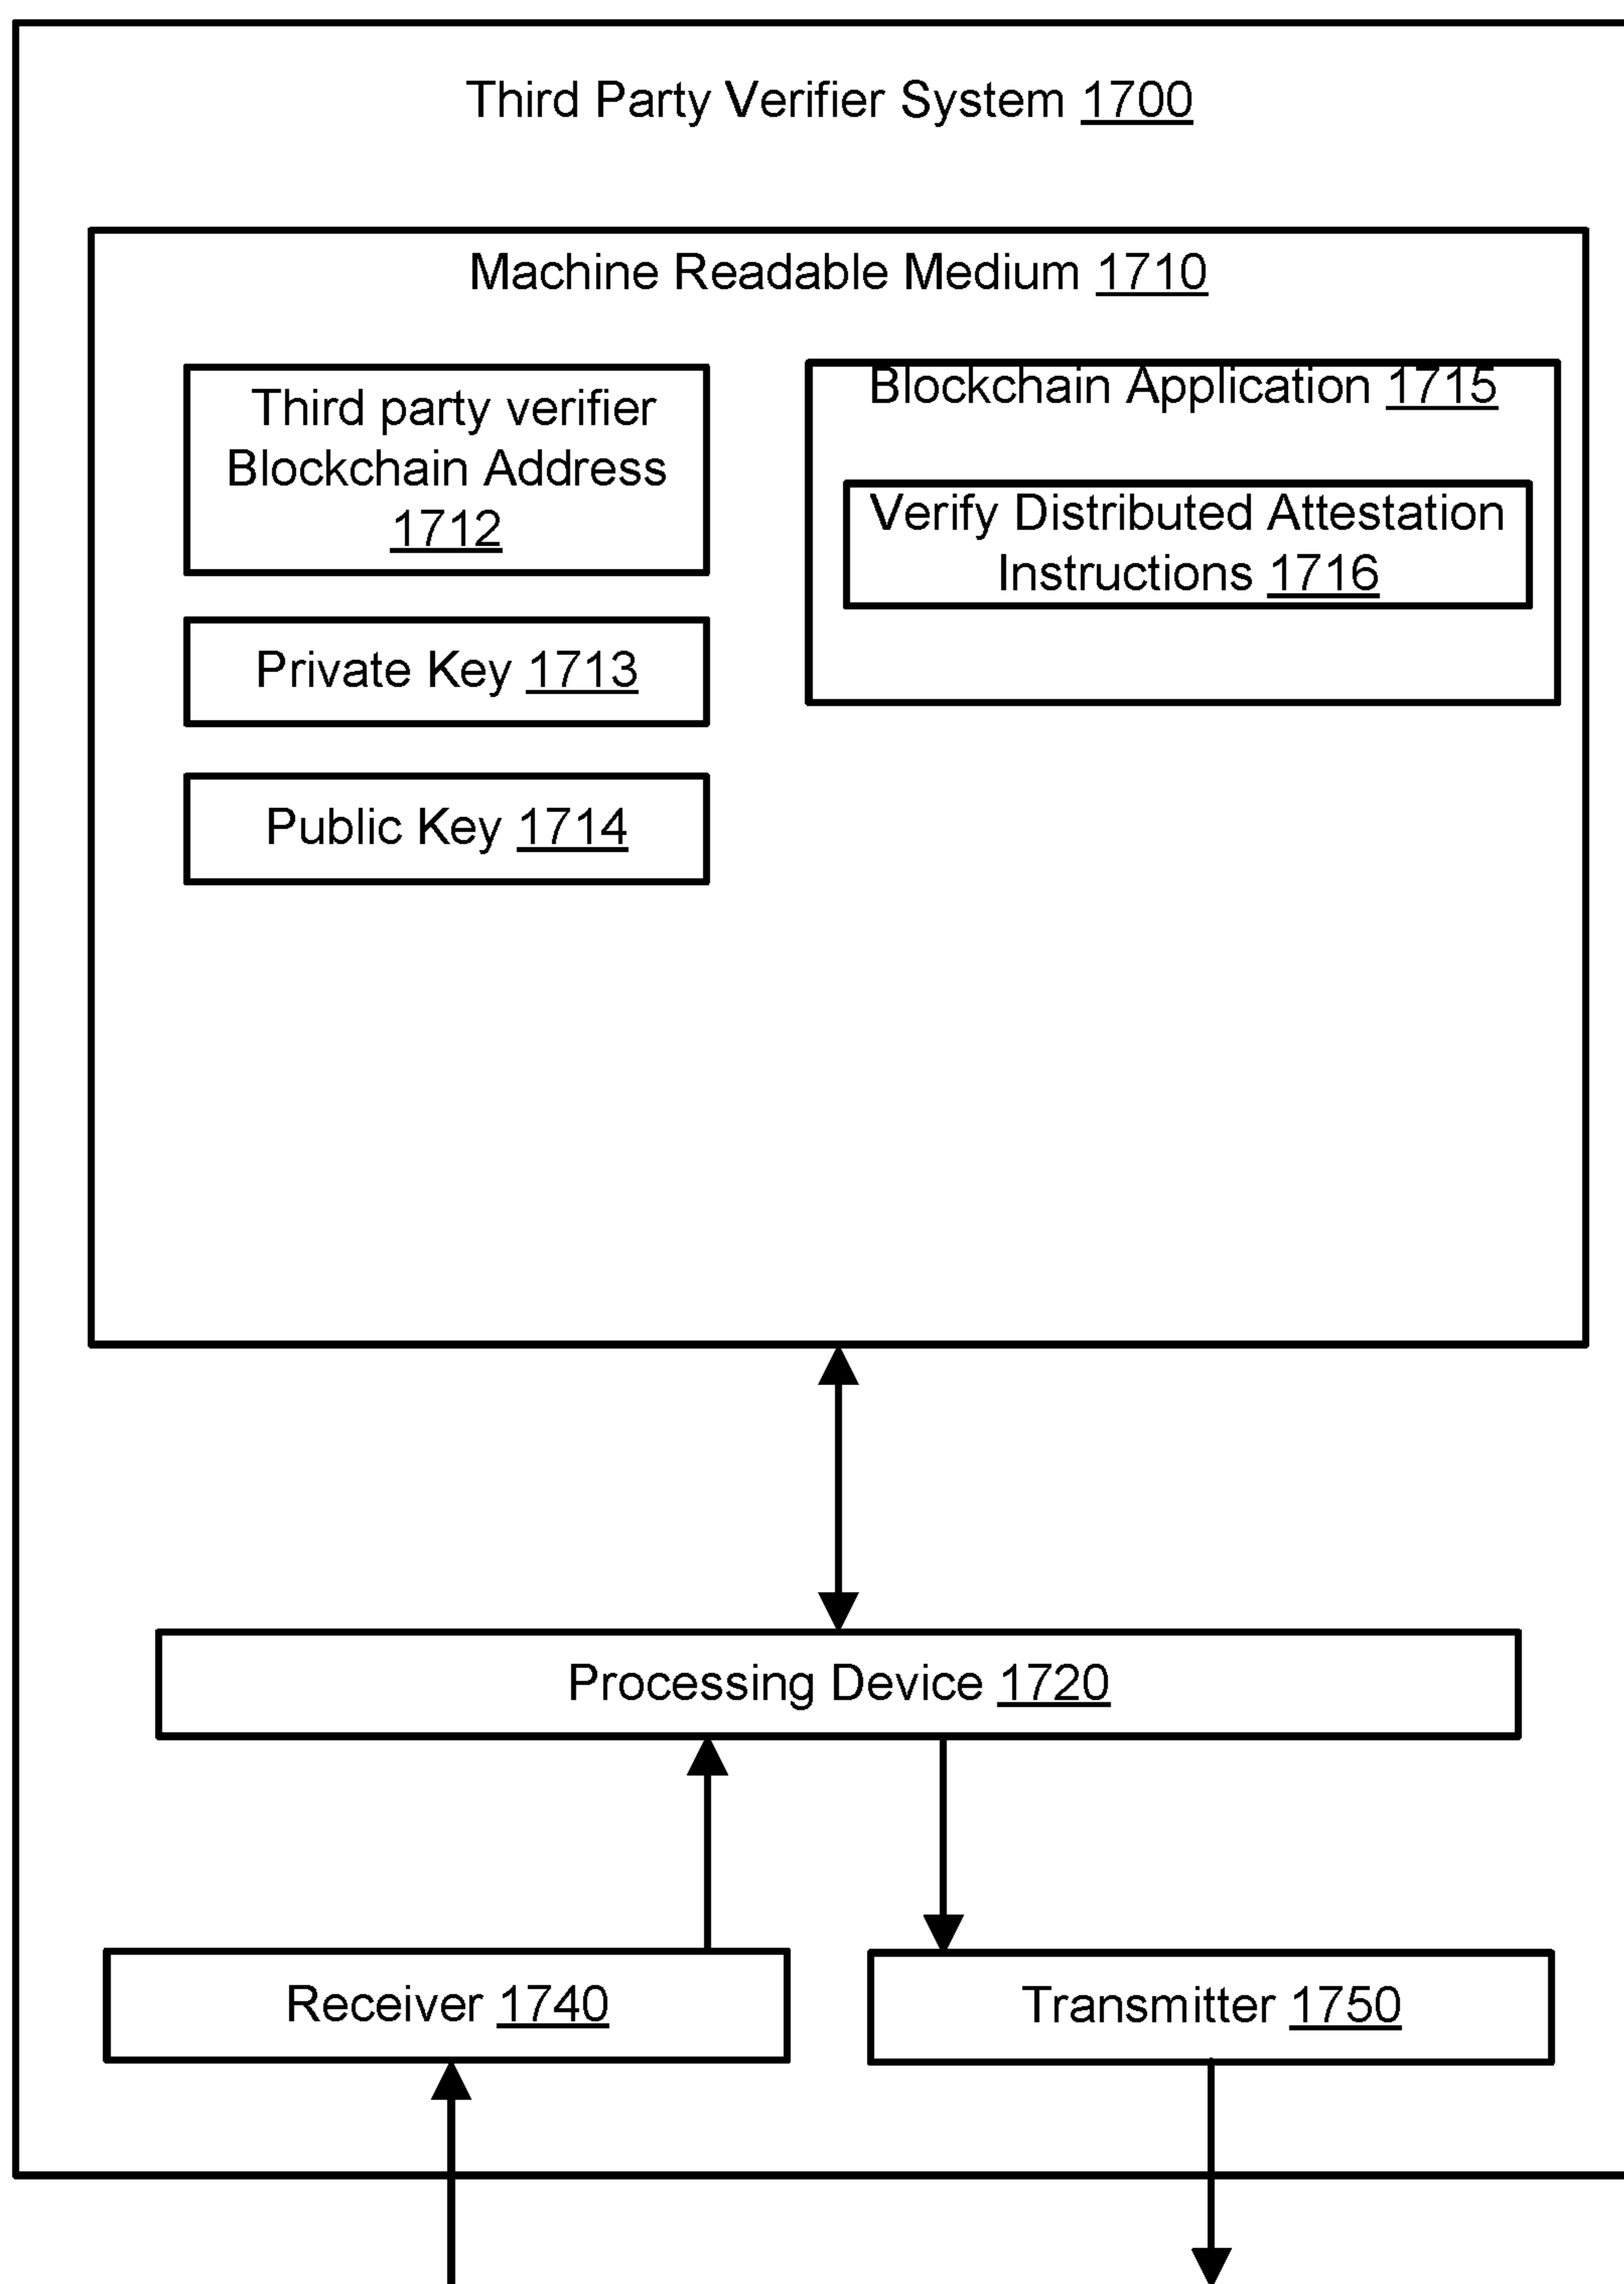 Third Party Verifier System 1700
Machine Readable Medium 1710
Third party verifier
Blockchain Address
1712
Private Key 1713
Public Key 1714
Blockchain Application 1715
Verify Distributed Attestation
Instructions 1716
Processing Device 1720
Receiver 1740
Transmitter 1750